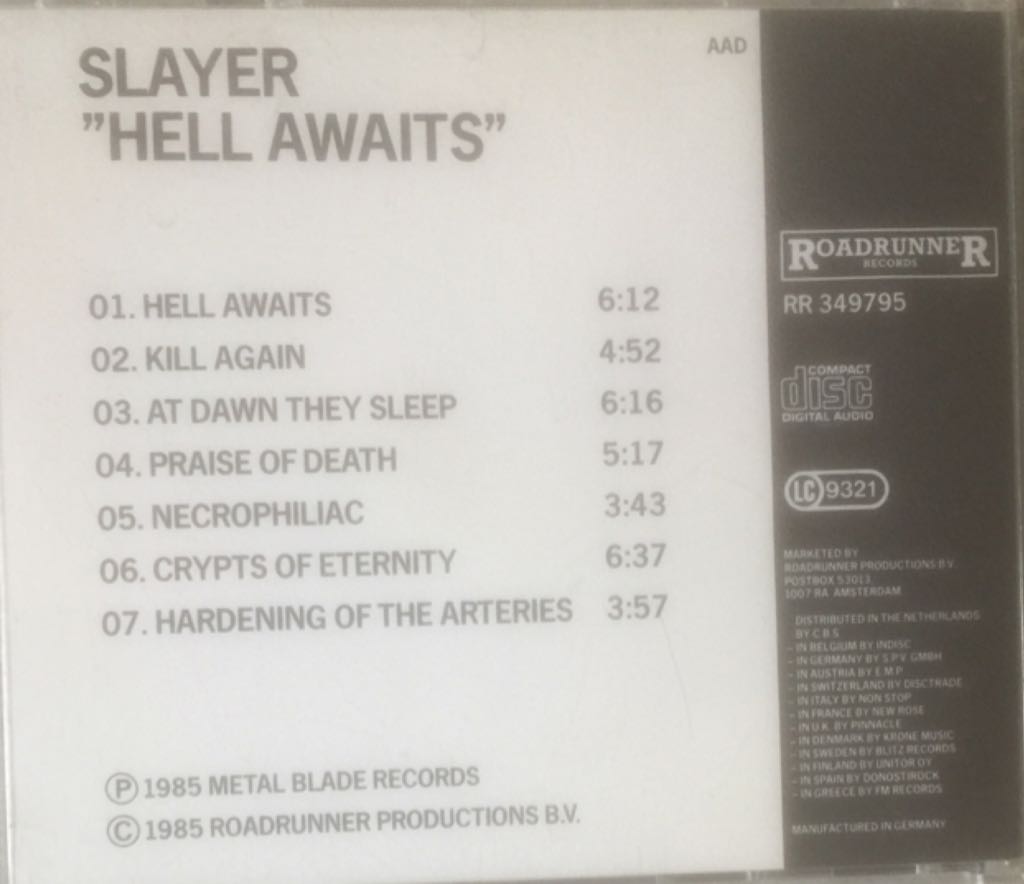 SLAYER
"HELL AWAITS"
AAD
01. HELL AWAITS 6:12
02. KILL AGAIN 4:52
03. AT DAWN THEY SLEEP 6:16
04. PRAISE OF DEATH 5:17
05. NECROPHILIAC 3:43
06. CRYPTS OF ETERNITY 6:37
07. HARDENING OF THE ARTERIES 3:57
Ⓟ 1985 METAL BLADE RECORDS
© 1985 ROADRUNNER PRODUCTIONS B.V.
ROADRUNNER
RECORDS
RR 349795
COMPACT
disc
DIGITAL AUDIO
LC 9321
MARKETED BY
ROADRUNNER PRODUCTIONS B.V.
POSTBOX 53013,
1007 RA AMSTERDAM
DISTRIBUTED IN THE NETHERLANDS
BY C.B.S.
- IN BELGIUM BY INDISC
- IN GERMANY BY S.P.V. GMBH
- IN AUSTRIA BY E.M.P.
- IN SWITZERLAND BY DISCTRADE
- IN ITALY BY NON STOP
- IN FRANCE BY NEW ROSE
- IN U.K. BY PINNACLE
- IN DENMARK BY KRONE MUSIC
- IN SWEDEN BY BLITZ RECORDS
- IN FINLAND BY UNITOR OY
- IN SPAIN BY DONOSTIROCK
- IN GREECE BY FM RECORDS
MANUFACTURED IN GERMANY